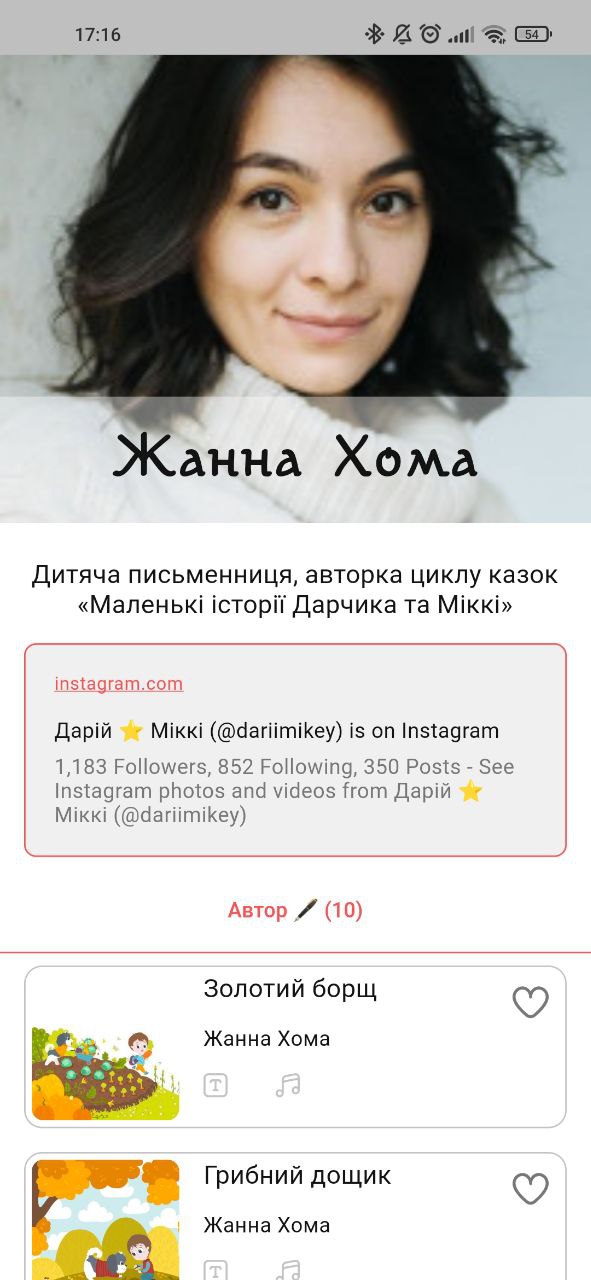 17:16
54
Жанна Хома
Дитяча письменниця, авторка циклу казок
«Маленькі історії Дарчика та Міккі»
instagram.com
Дарій ⭐ Міккі (@dariimikey) is on Instagram
1,183 Followers, 852 Following, 350 Posts - See
Instagram photos and videos from Дарій ⭐
Міккі (@dariimikey)
Автор 🖋 (10)
Золотий борщ
Жанна Хома
T
Грибний дощик
Жанна Хома
T